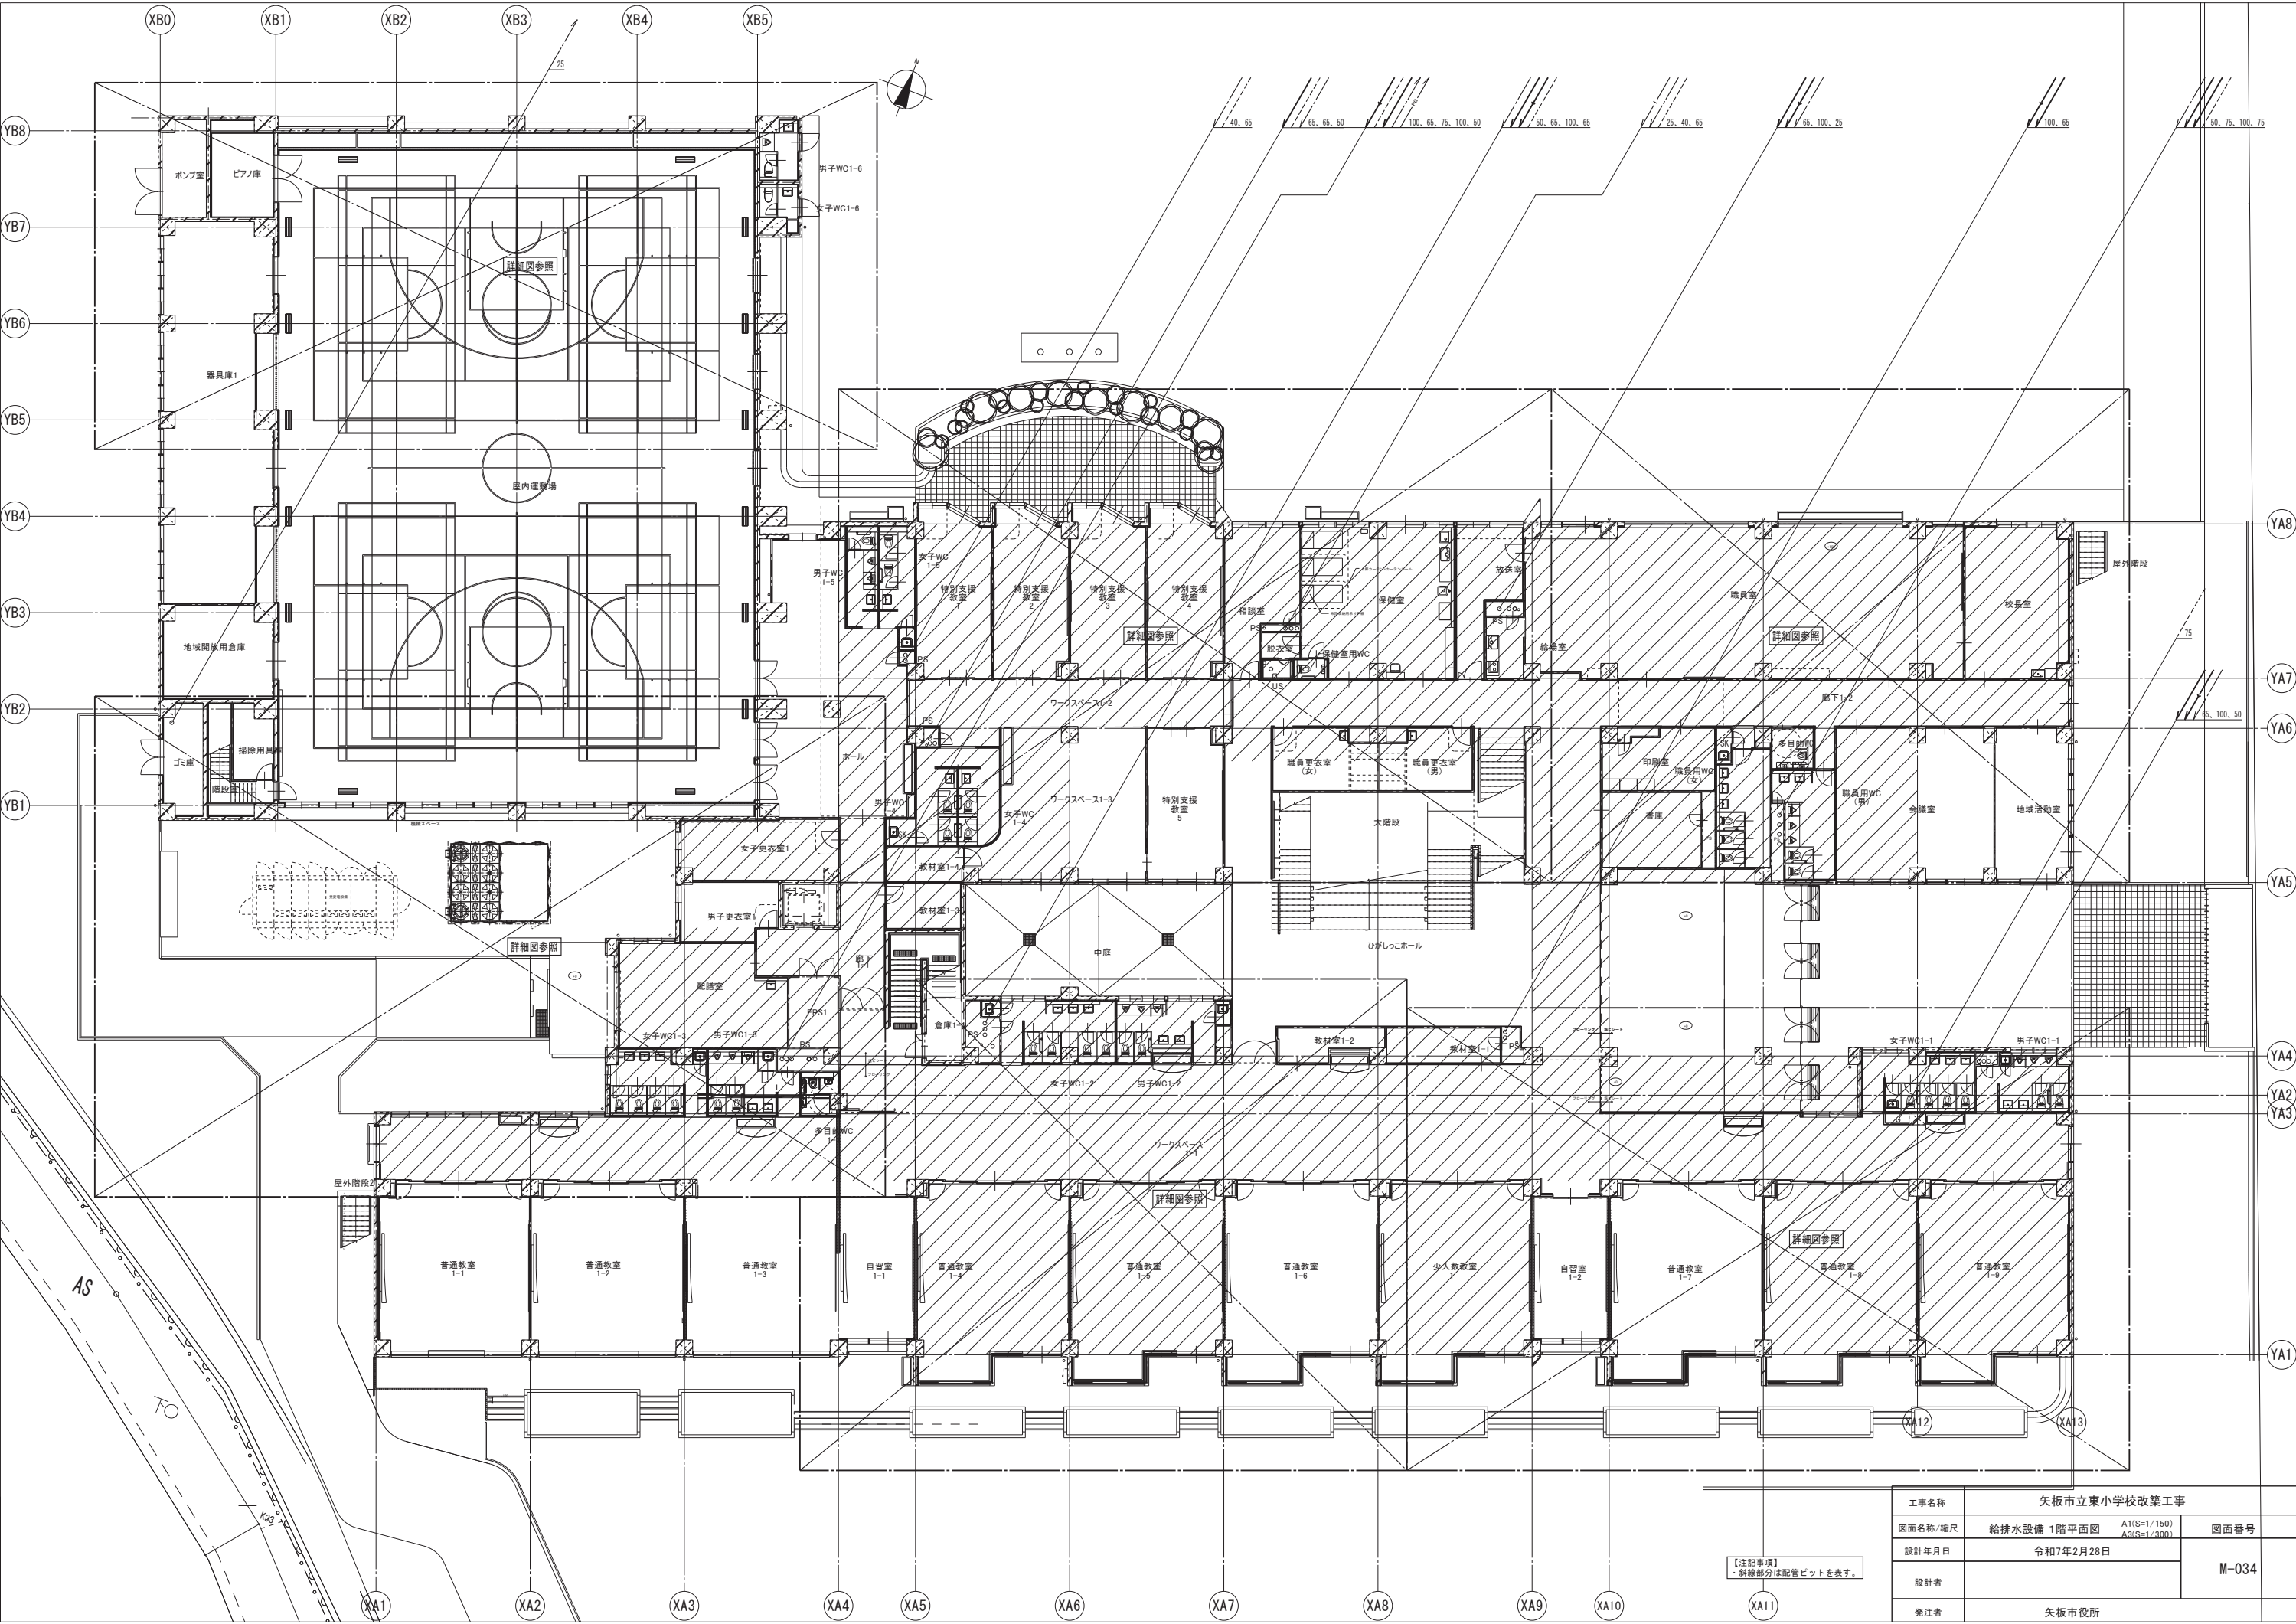 XB0
XB1
XB2
XB3
XB4
XB5
25
N
40, 65
65, 65, 50
100, 65, 75, 100, 50
50, 65, 100, 65
25, 40, 65
65, 100, 25
100, 65
50, 75, 100, 75
YB8
YB7
YB6
YB5
YB4
YB3
YB2
YB1
YA8
YA7
YA6
YA5
YA4
YA2
YA3
YA1
ポンプ室
ピアノ庫
男子WC1-6
女子WC1-6
詳細図参照
器具庫1
屋内運動場
地域開放用倉庫
掃除用具庫
ゴミ庫
階段室
機械スペース
男子WC
1-5
女子WC
1-5
特別支援
教室
1
特別支援
教室
2
特別支援
教室
3
特別支援
教室
4
詳細図参照
相談室
PS
脱衣室
US
保健室用WC
保健室
放送室
PS
給湯室
職員室
詳細図参照
校長室
屋外階段
75
65, 100, 50
PS
ワークスペース1-2
廊下1-2
ホール
PS
男子WC
1-4
女子WC
1-4
SK
ワークスペース1-3
特別支援
教室
5
職員更衣室
(女)
職員更衣室
(男)
大階段
印刷室
職員用WC
(女)
SK
多目的WC
書庫
職員用WC
(男)
会議室
地域活動室
女子更衣室1
教材室1-4
男子更衣室1
教材室1-3
中庭
ひがしっこホール
詳細図参照
廊下
1-1
配膳室
EPS1
倉庫1-1
PS
女子WC1-3
男子WC1-3
PS
教材室1-2
教材室1-1
PS
女子WC1-1
男子WC1-1
女子WC1-2
男子WC1-2
多目的WC
1-1
ワークスペース
1-1
屋外階段2
詳細図参照
詳細図参照
普通教室
1-1
普通教室
1-2
普通教室
1-3
自習室
1-1
普通教室
1-4
普通教室
1-5
普通教室
1-6
少人数教室
1
自習室
1-2
普通教室
1-7
普通教室
1-8
普通教室
1-9
AS
K33
XA12
XA13
XA1
XA2
XA3
XA4
XA5
XA6
XA7
XA8
XA9
XA10
XA11
【注記事項】
・斜線部分は配管ピットを表す。
工事名称
矢板市立東小学校改築工事
図面名称/縮尺
給排水設備 1階平面図
A1(S=1/150)
A3(S=1/300)
図面番号
設計年月日
令和7年2月28日
M-034
設計者
発注者
矢板市役所